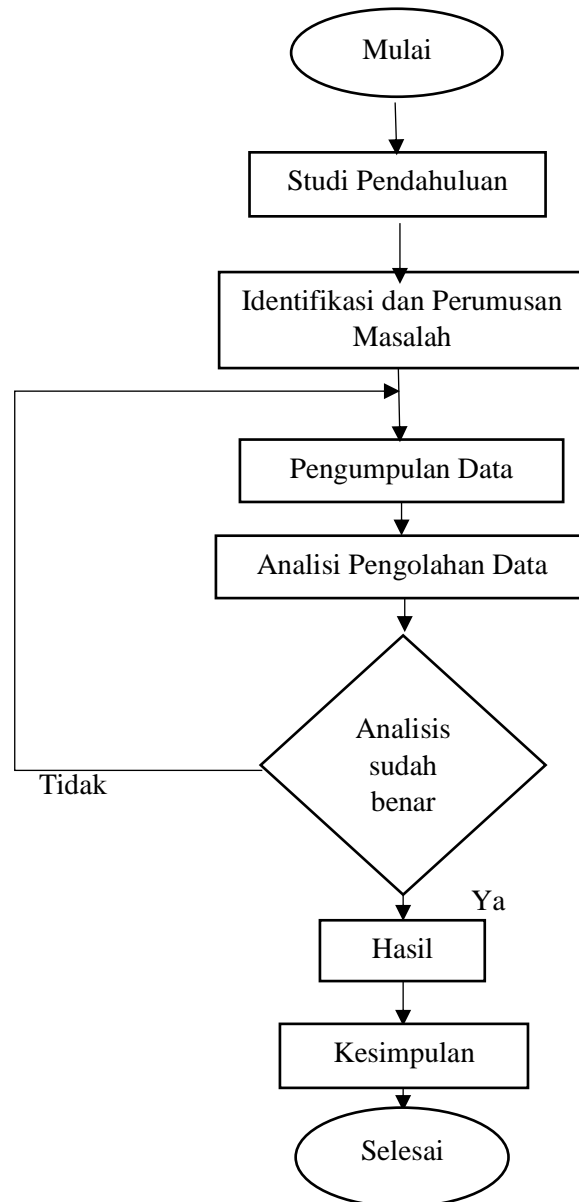 Mulai
Studi Pendahuluan
Identifikasi dan Perumusan
Masalah
Pengumpulan Data
Analisi Pengolahan Data
Analisis
sudah
benar
Tidak
Ya
Hasil
Kesimpulan
Selesai